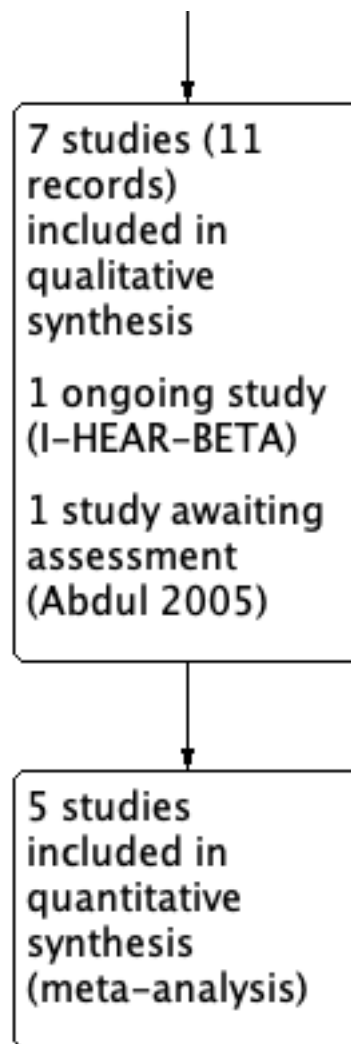 7 studies (11
records)
included in
qualitative
synthesis
1 ongoing study
(I-HEAR-BETA)
1 study awaiting
assessment
(Abdul 2005)
5 studies
included in
quantitative
synthesis
(meta-analysis)